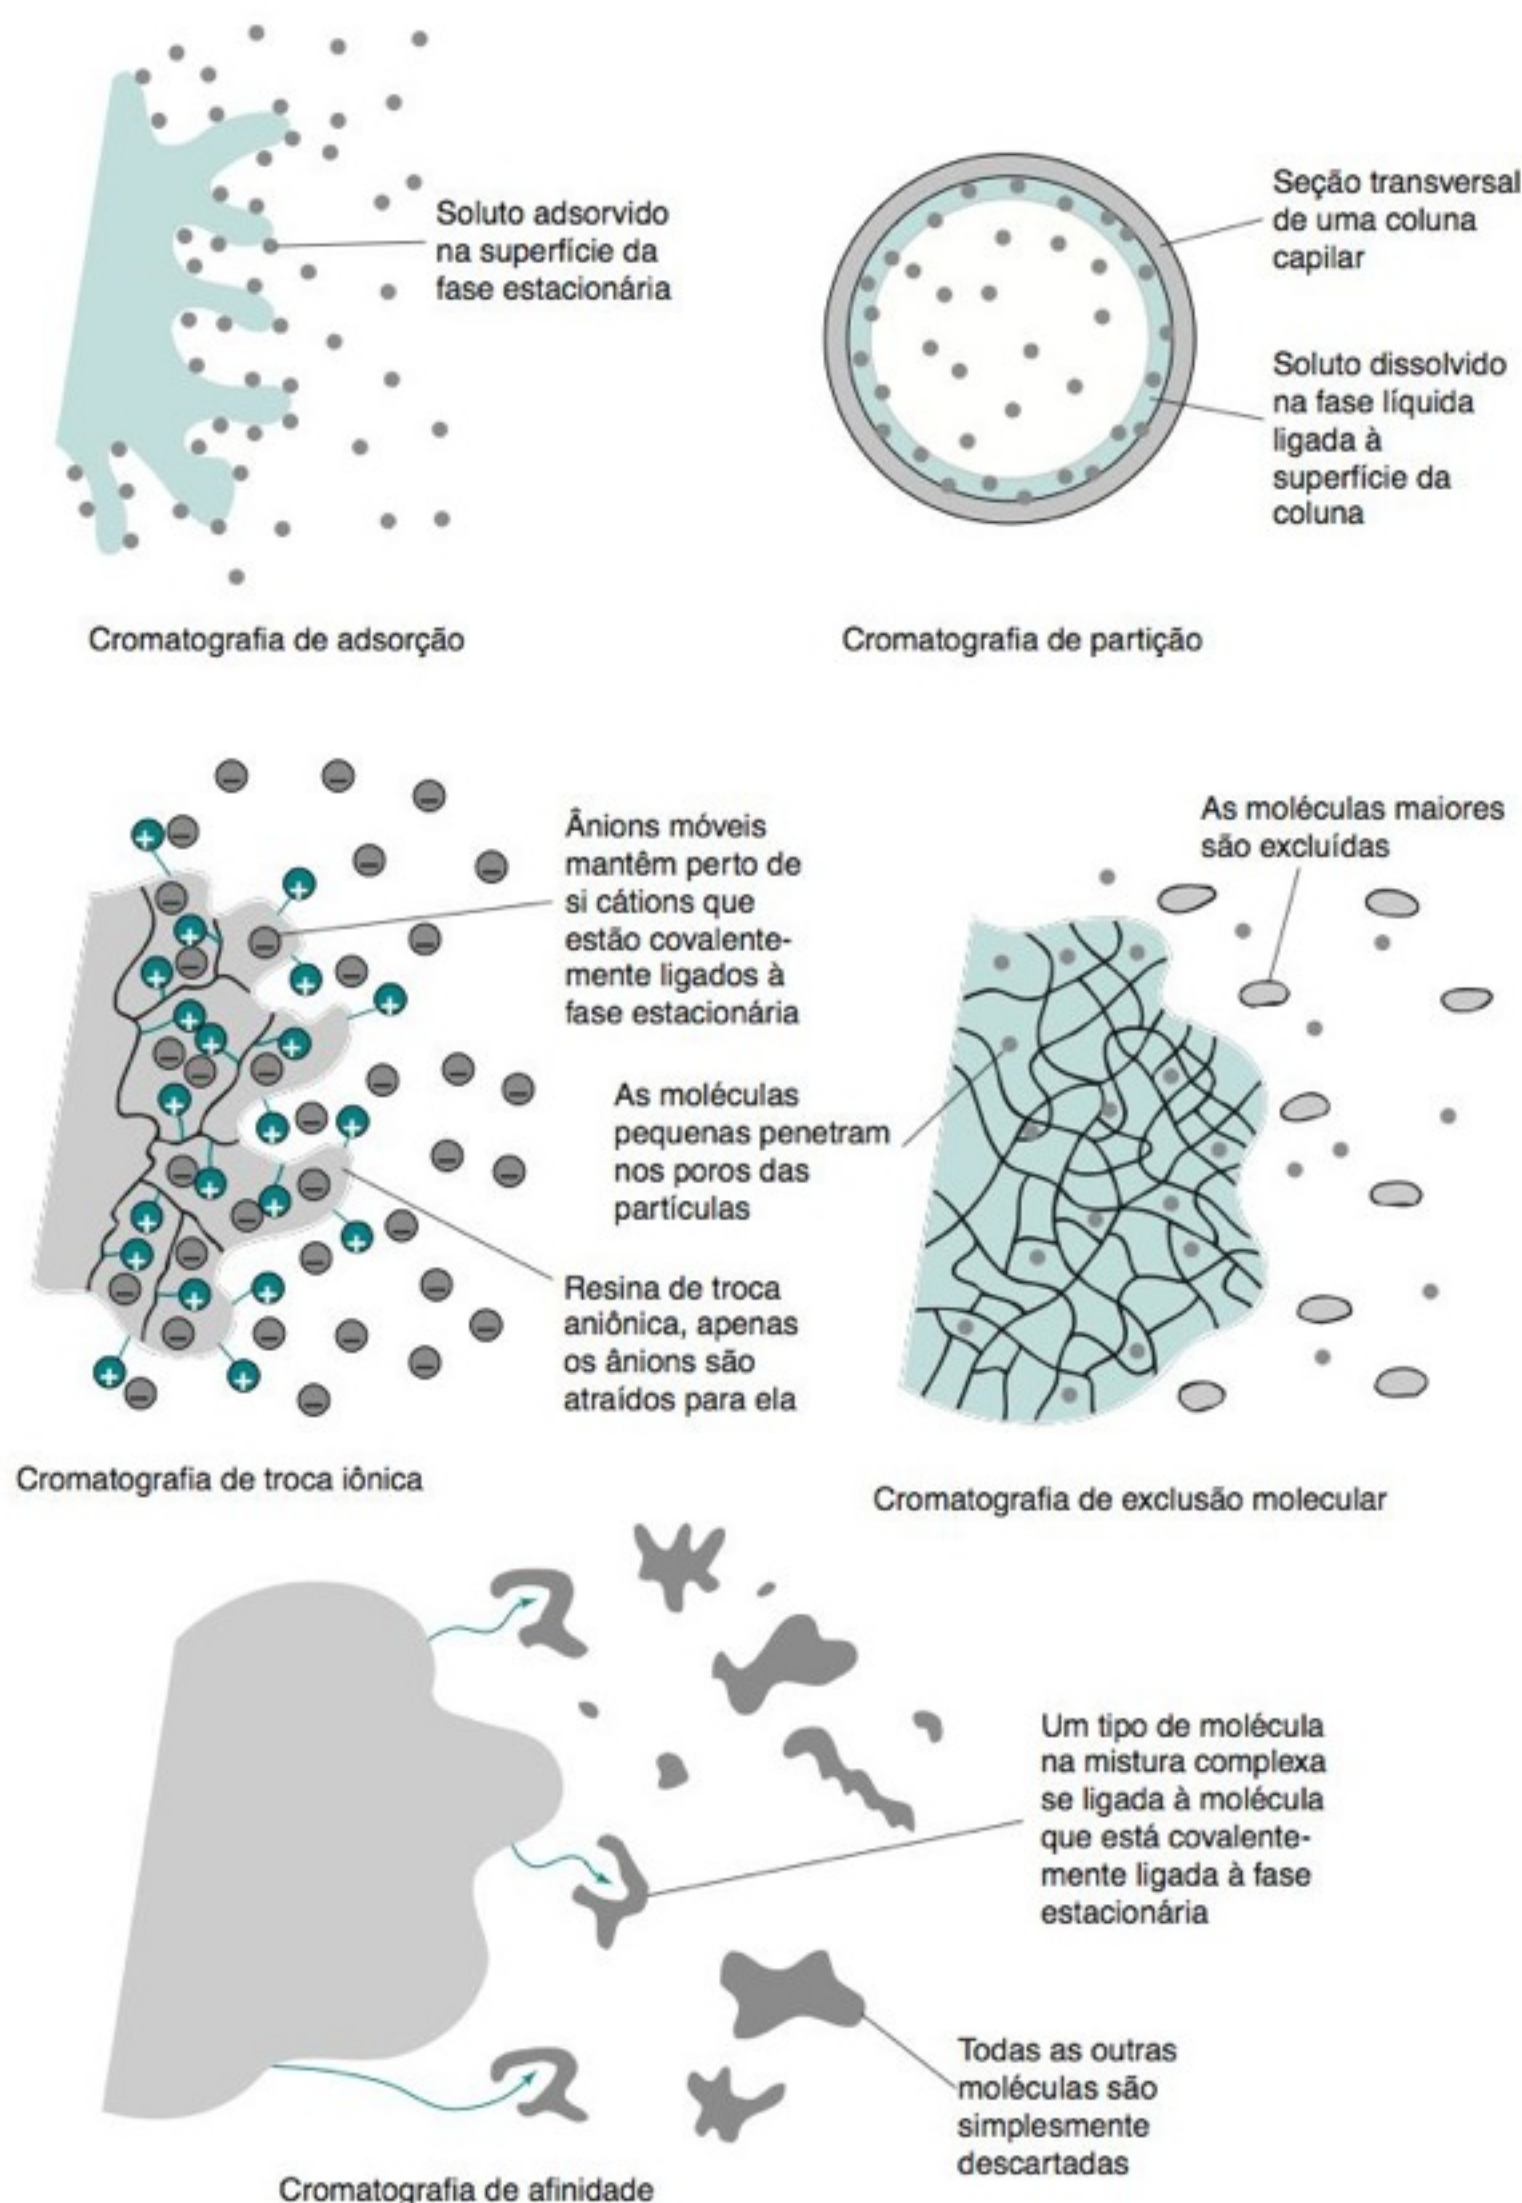 Soluto adsorvido
na superfície da
fase estacionária
Seção transversal
de uma coluna
capilar
Soluto dissolvido
na fase líquida
ligada à
superfície da
coluna
Cromatografia de adsorção
Cromatografia de partição
Ânions móveis
mantêm perto de
si cátions que
estão covalente-
mente ligados à
fase estacionária
As moléculas maiores
são excluídas
As moléculas
pequenas penetram
nos poros das
partículas
Resina de troca
aniônica, apenas
os ânions são
atraídos para ela
Cromatografia de troca iônica
Cromatografia de exclusão molecular
Um tipo de molécula
na mistura complexa
se ligada à molécula
que está covalente-
mente ligada à fase
estacionária
Todas as outras
moléculas são
simplesmente
descartadas
Cromatografia de afinidade